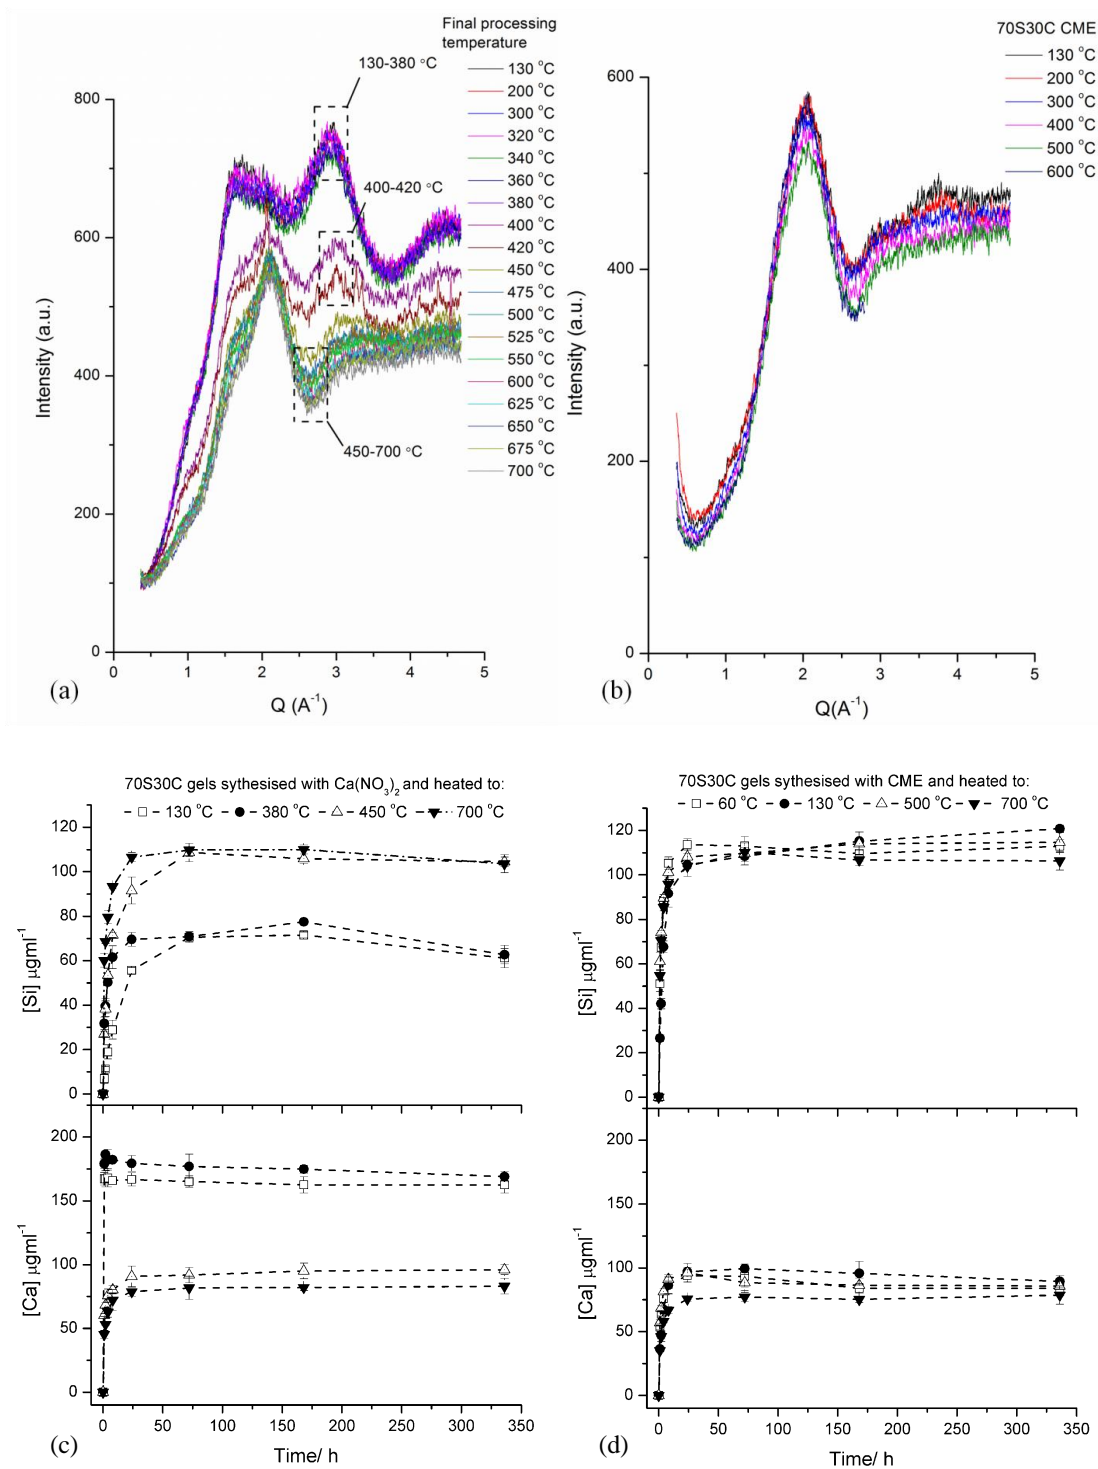 Final processing
temperature
130 °C
200 °C
300 °C
320 °C
340 °C
360 °C
380 °C
400 °C
420 °C
450 °C
475 °C
500 °C
525 °C
550 °C
600 °C
625 °C
650 °C
675 °C
700 °C
130-380 °C
400-420 °C
450-700 °C
800
600
400
200
0
Intensity (a.u.)
0 1 2 3 4 5
Q (A⁻¹)
(a)
70S30C CME
130 °C
200 °C
300 °C
400 °C
500 °C
600 °C
600
400
200
0
Intensity (a.u.)
0 1 2 3 4 5
Q(A⁻¹)
(b)
70S30C gels sythesised with Ca(NO₃)₂ and heated to:
130 °C 380 °C 450 °C 700 °C
120
100
80
60
40
20
0
[Si] µgml⁻¹
200
150
100
50
0
[Ca] µgml⁻¹
0 50 100 150 200 250 300 350
Time/ h
(c)
70S30C gels sythesised with CME and heated to:
60 °C 130 °C 500 °C 700 °C
120
100
80
60
40
20
0
[Si] µgml⁻¹
200
150
100
50
0
[Ca] µgml⁻¹
0 50 100 150 200 250 300 350
Time/ h
(d)